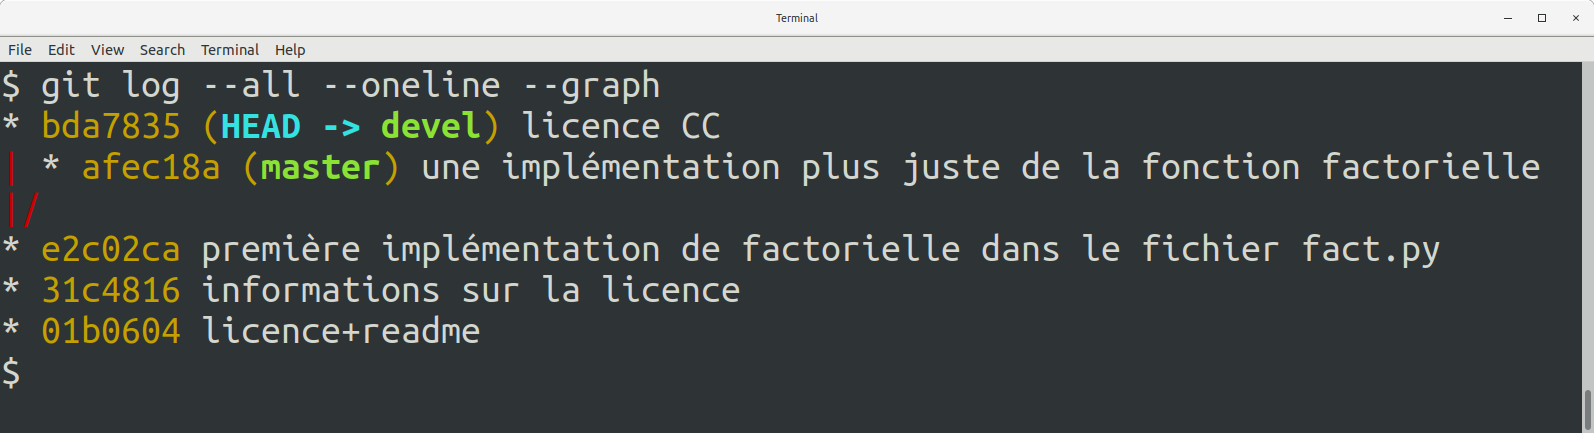 Terminal
File Edit View Search Terminal Help
$ git log --all --oneline --graph
* bda7835 (HEAD -> devel) licence CC
| * afec18a (master) une implémentation plus juste de la fonction factorielle
|/
* e2c02ca première implémentation de factorielle dans le fichier fact.py
* 31c4816 informations sur la licence
* 01b0604 licence+readme
$